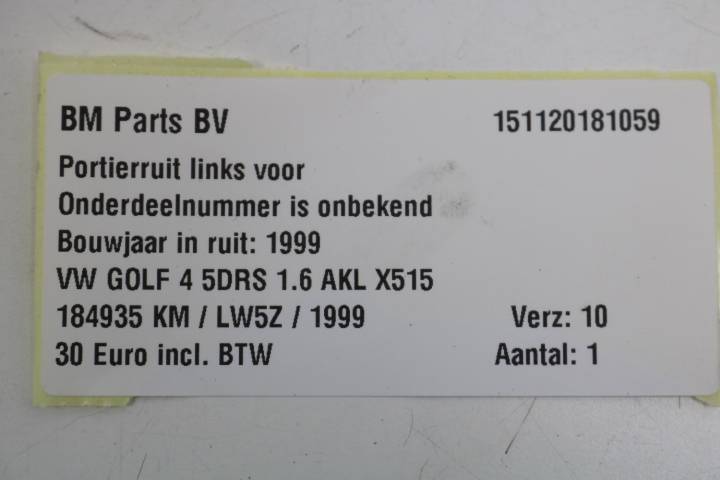 BM Parts BV 151120181059
Portierruit links voor
Onderdeelnummer is onbekend
Bouwjaar in ruit: 1999
VW GOLF 4 5DRS 1.6 AKL X515
184935 KM / LW5Z / 1999 Verz: 10
30 Euro incl. BTW Aantal: 1